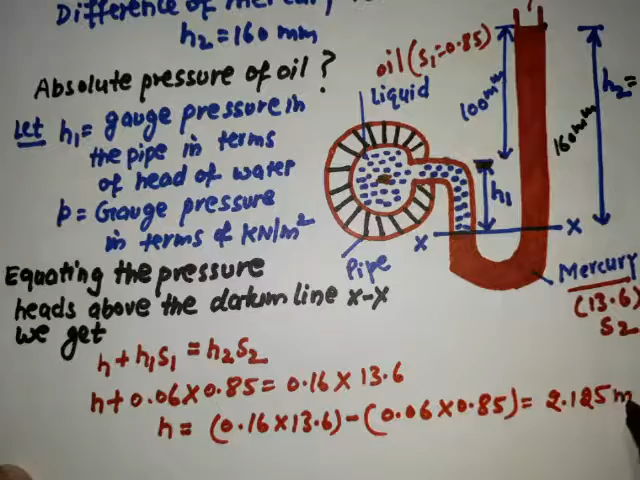 Difference of mercury
h2 = 160 mm
Absolute pressure of oil?
Let h1 = gauge pressure in
the pipe in terms
of head of water
p = Gauge pressure
in terms of KN/m²
Equating the pressure
heads above the datum line x-x
we get
h + h1s1 = h2s2
h + 0.06 × 0.85 = 0.16 × 13.6
h = (0.16 × 13.6) - (0.06 × 0.85) = 2.125 m
oil (s1 = 0.85)
Liquid
100mm
h2 =
160mm
h1
x
x
Pipe
Mercury
(13.6)
S2